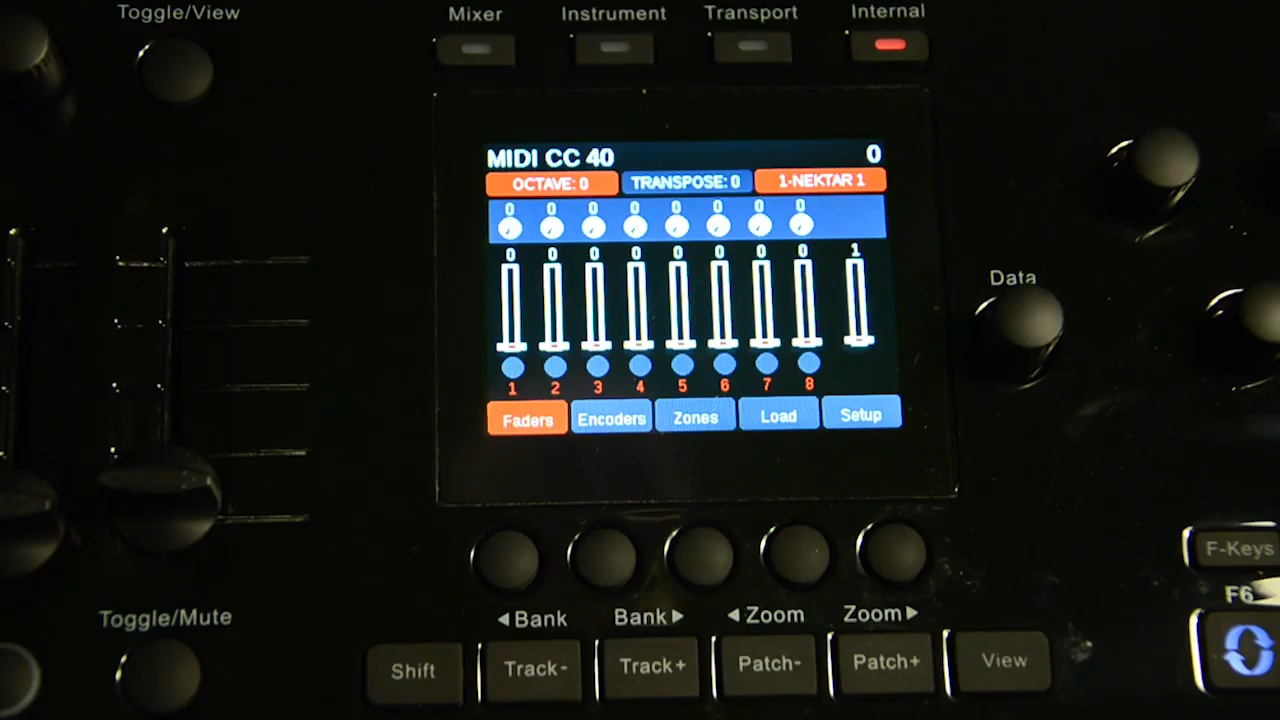 Toggle/View
Mixer Instrument Transport Internal
MIDI CC 40 0
OCTAVE: 0 TRANSPOSE: 0 1-NEKTAR 1
0 0 0 0 0 0 0 0
0 0 0 0 0 0 0 0 1
Data
1 2 3 4 5 6 7 8
Faders Encoders Zones Load Setup
F-Keys
F6
Toggle/Mute
◄Bank Bank► ◄Zoom Zoom►
Shift Track- Track+ Patch- Patch+ View